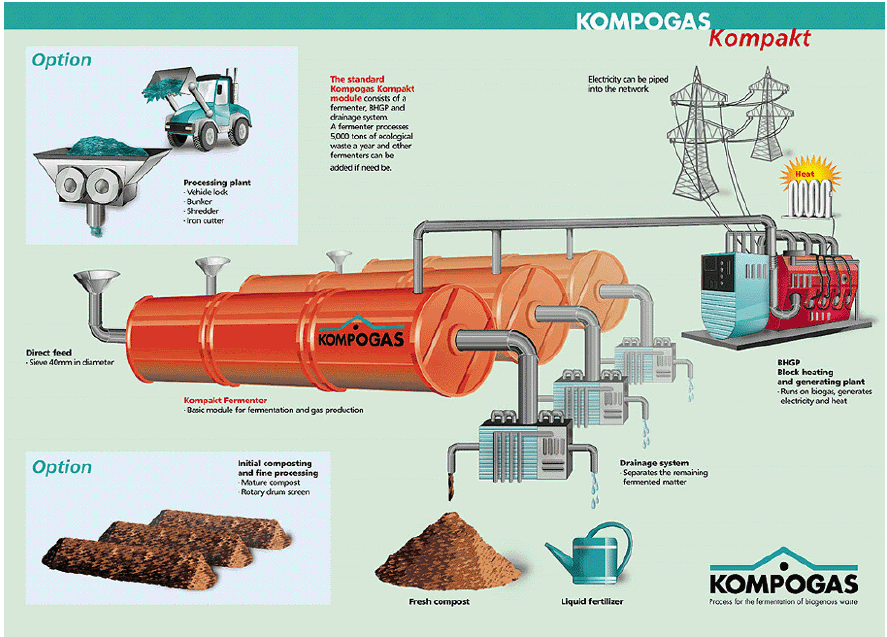 KOMPOGAS
Kompakt
Option
Processing plant
- Vehicle lock
- Bunker
- Shredder
- Iron cutter
The standard
Kompogas Kompakt
module consists of a
fermenter, BHGP and
drainage system.
A fermenter processes
5,000 tons of ecological
waste a year and other
fermenters can be
added if need be.
Electricity can be piped
into the network
Heat
Direct feed
- Sieve 40mm in diameter
KOMPOGAS
Kompakt Fermenter
- Basic module for fermentation and gas production
BHGP
Block heating
and generating plant
- Runs on biogas, generates
electricity and heat
Option
Initial composting
and fine processing
- Mature compost
- Rotary drum screen
Drainage system
- Separates the remaining
fermented matter
Fresh compost
Liquid fertilizer
KOMPOGAS
Process for the fermentation of biogenous waste